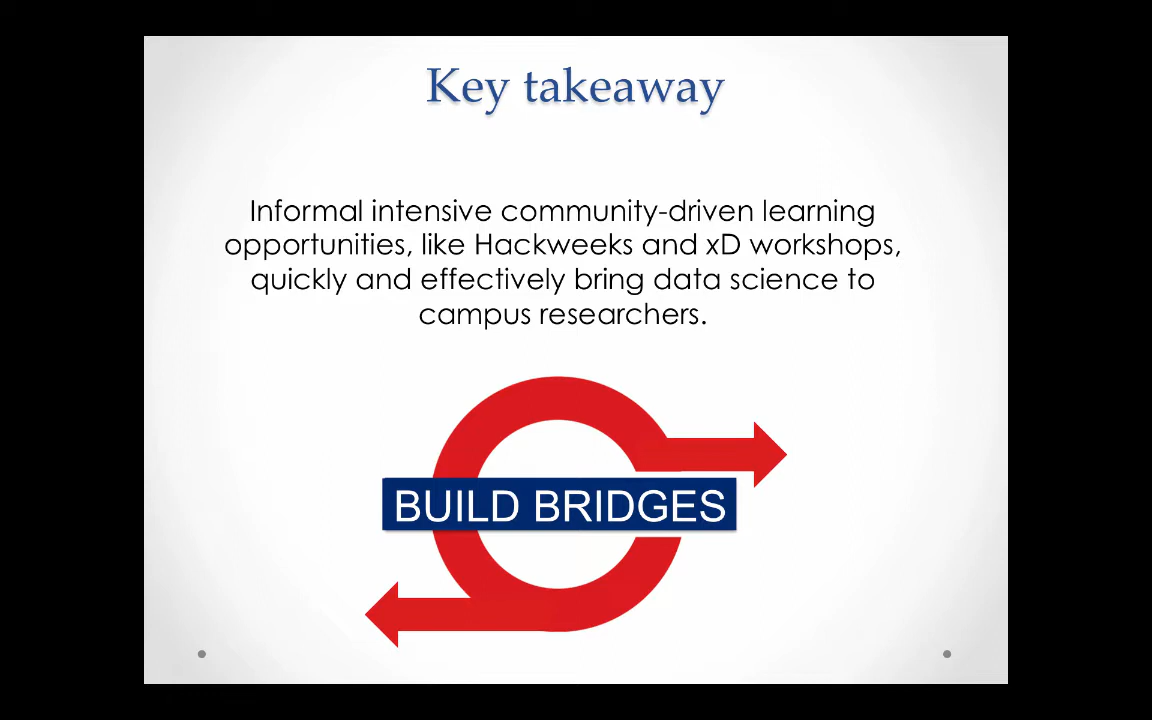 Key takeaway
Informal intensive community-driven learning
opportunities, like Hackweeks and xD workshops,
quickly and effectively bring data science to
campus researchers.
BUILD BRIDGES